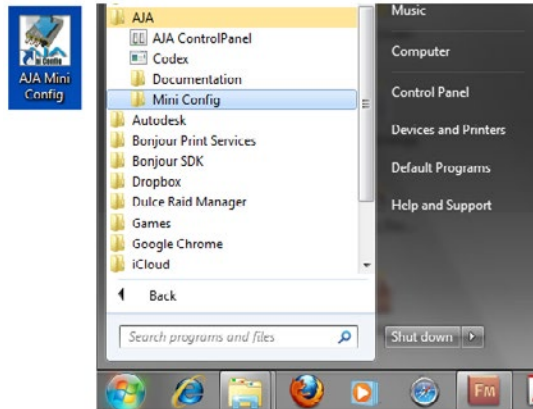 AJA Mini
Config
AJA
AJA ControlPanel
Codex
Documentation
Mini Config
Autodesk
Bonjour Print Services
Bonjour SDK
Dropbox
Dulce Raid Manager
Games
Google Chrome
iCloud
Back
Search programs and files
Music
Computer
Control Panel
Devices and Printers
Default Programs
Help and Support
Shut down
FM